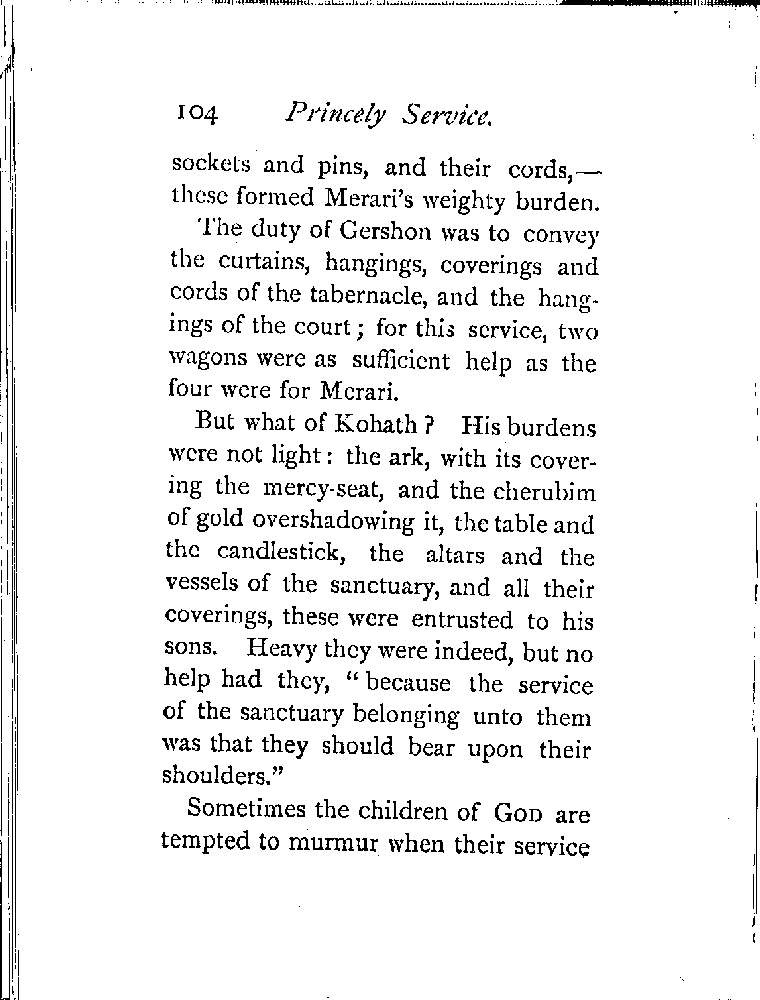 104 Princely Service.
sockets and pins, and their cords,—
these formed Merari's weighty burden.
The duty of Gershon was to convey
the curtains, hangings, coverings and
cords of the tabernacle, and the hang-
ings of the court; for this service, two
wagons were as sufficient help as the
four were for Merari.
But what of Kohath? His burdens
were not light: the ark, with its cover-
ing the mercy-seat, and the cherubim
of gold overshadowing it, the table and
the candlestick, the altars and the
vessels of the sanctuary, and all their
coverings, these were entrusted to his
sons. Heavy they were indeed, but no
help had they, "because the service
of the sanctuary belonging unto them
was that they should bear upon their
shoulders."
Sometimes the children of GOD are
tempted to murmur when their service